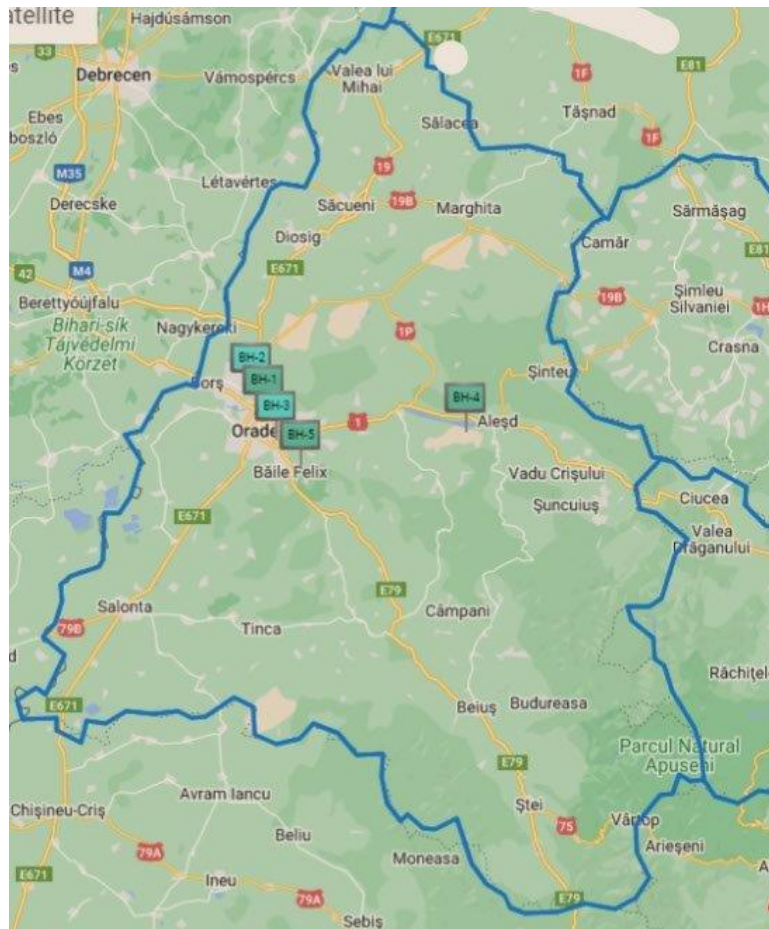 atellite
Hajdúsámson
E671
33
Debrecen
Vámospércs
Valea lui
Mihai
1F
E81
Ebes
boszló
Sălacea
Tășnad
1F
M35
19
Létavértes
Derecske
Săcueni
19B
Marghita
Sărmășag
Diosig
Camăr
E81
42
M4
E671
Berettyóújfalu
19B
Șimleu
Silvaniei
1H
Bihari-sík
Tájvédelmi
Körzet
Nagykereki
1P
Crasna
BH-2
Borș
BH-1
Șinteu
BH-3
BH-4
Orade
BH-5
1
Aleșd
Băile Felix
Vadu Crișului
Șuncuiuș
Ciucea
E671
Valea
Drăganului
E79
Salonta
Câmpani
79B
Tinca
d
Răchițel
E671
Beiuș
Budureasa
Parcul Natural
Apuseni
E79
Avram Iancu
Chișineu-Criș
Ștei
75
Vârtop
Beliu
Arieșeni
79A
Moneasa
A
E671
Ineu
79A
E79
Sebiș